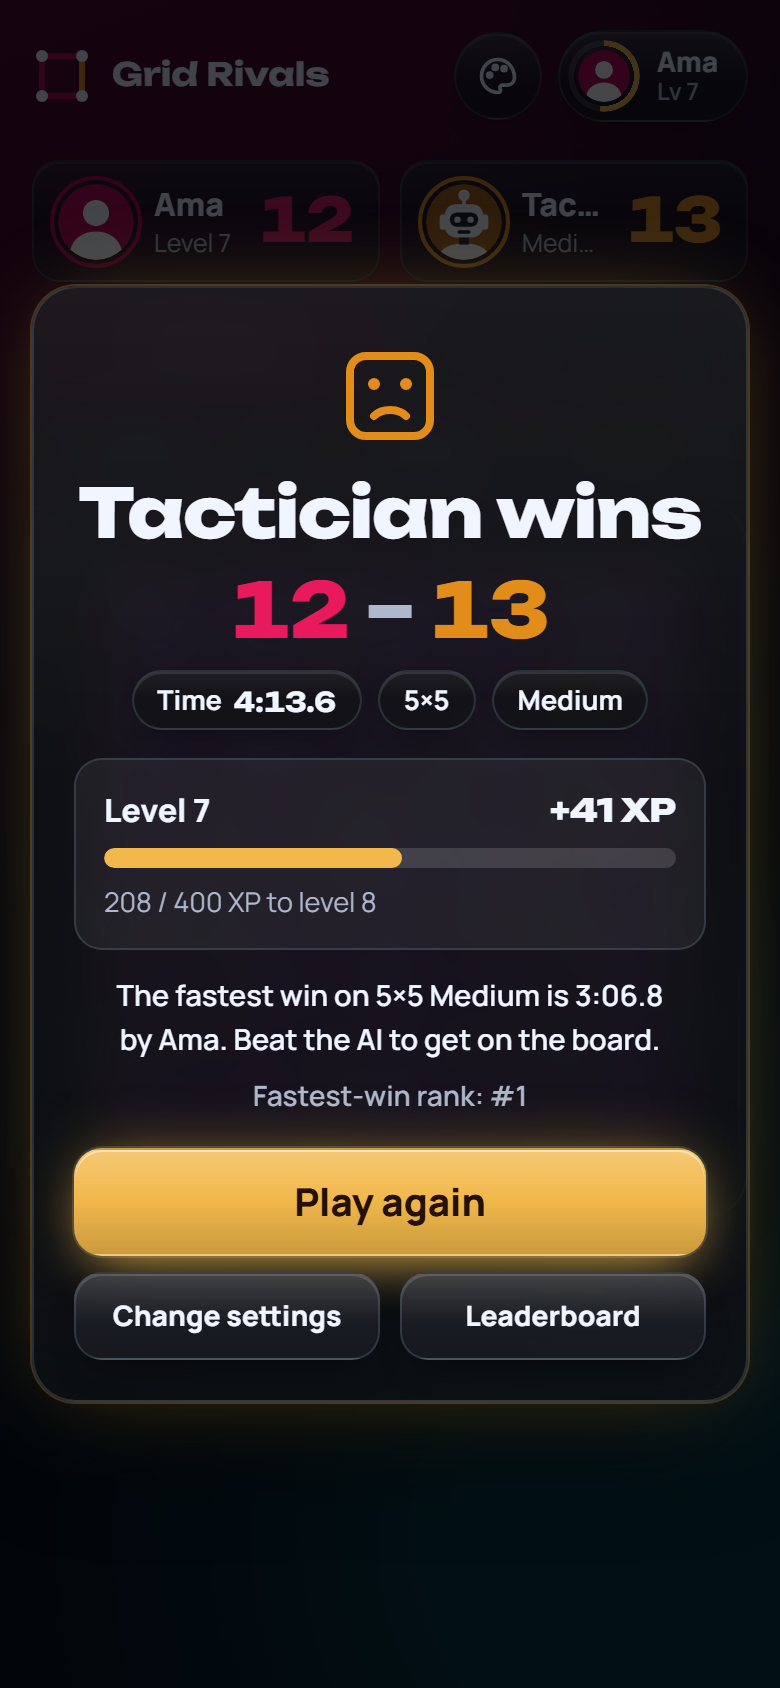 Grid Rivals
Ama
Lv 7
Ama
Level 7
12
Tac...
Medi...
13
Tactician wins
12 – 13
Time 4:13.6
5×5
Medium
Level 7
+41 XP
208 / 400 XP to level 8
The fastest win on 5×5 Medium is 3:06.8
by Ama. Beat the AI to get on the board.
Fastest-win rank: #1
Play again
Change settings
Leaderboard